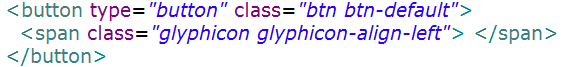 <button type="button" class="btn btn-default">
<span class="glyphicon glyphicon-align-left"> </span>
</button>